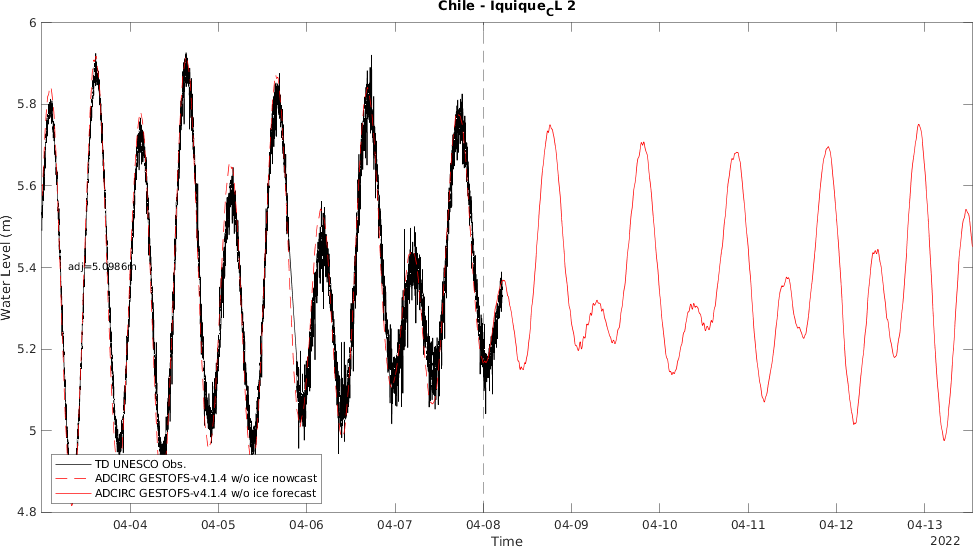 Chile - Iquique_CL 2
6
5.8
5.6
5.4
5.2
5
4.8
Water Level (m)
adj=5.0986m
TD UNESCO Obs.
ADCIRC GESTOFS-v4.1.4 w/o ice nowcast
ADCIRC GESTOFS-v4.1.4 w/o ice forecast
04-04 04-05 04-06 04-07 04-08 04-09 04-10 04-11 04-12 04-13
Time
2022